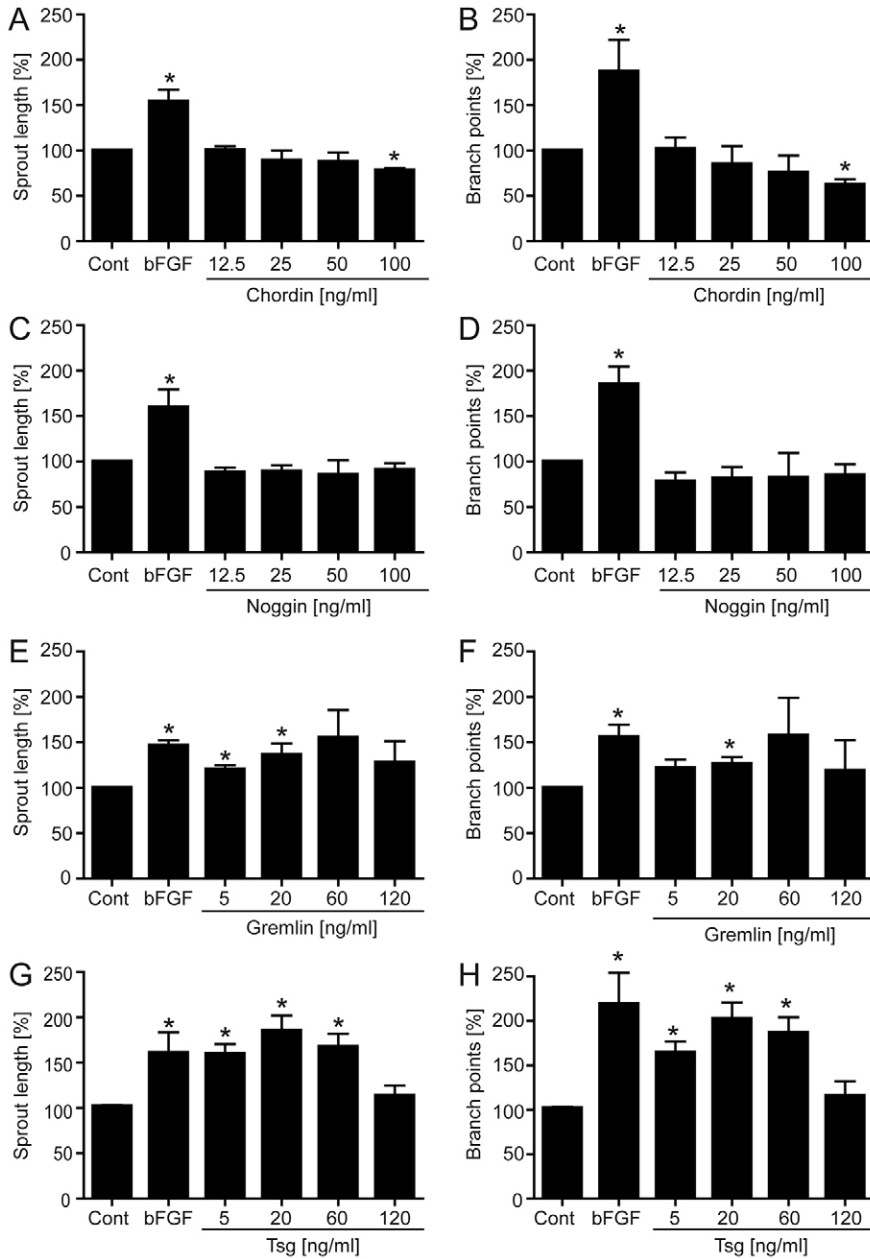 A
B
250
200
150
100
50
0
Sprout length [%]
*
*
Cont bFGF 12.5 25 50 100
Chordin [ng/ml]
250
200
150
100
50
0
Branch points [%]
*
*
Cont bFGF 12.5 25 50 100
Chordin [ng/ml]
C
D
250
200
150
100
50
0
Sprout length [%]
*
Cont bFGF 12.5 25 50 100
Noggin [ng/ml]
250
200
150
100
50
0
Branch points [%]
*
Cont bFGF 12.5 25 50 100
Noggin [ng/ml]
E
F
250
200
150
100
50
0
Sprout length [%]
* * *
Cont bFGF 5 20 60 120
Gremlin [ng/ml]
250
200
150
100
50
0
Branch points [%]
*
*
Cont bFGF 5 20 60 120
Gremlin [ng/ml]
G
H
250
200
150
100
50
0
Sprout length [%]
* * * *
Cont bFGF 5 20 60 120
Tsg [ng/ml]
250
200
150
100
50
0
Branch points [%]
* * * *
Cont bFGF 5 20 60 120
Tsg [ng/ml]